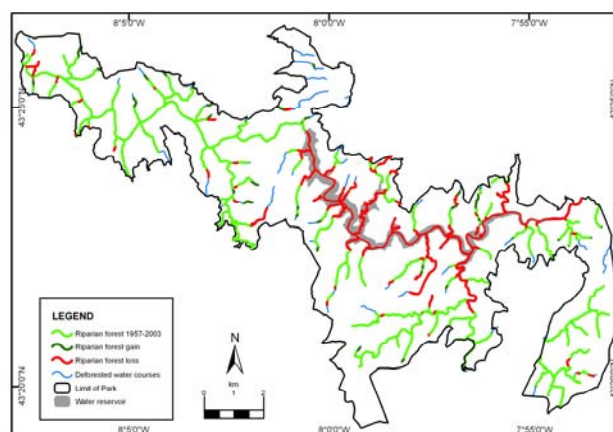 8°5'0"W 8°0'0"W 7°55'0"W
43°25'0"N
43°20'0"N
LEGEND
Riparian forest 1957-2003
Riparian forest gain
Riparian forest loss
Deforested water courses
Limit of Park
Water reservoir
N
km
0 1 2
8°5'0"W 8°0'0"W 7°55'0"W